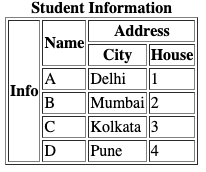 Student Information
Info Name Address
City House
A Delhi 1
B Mumbai 2
C Kolkata 3
D Pune 4